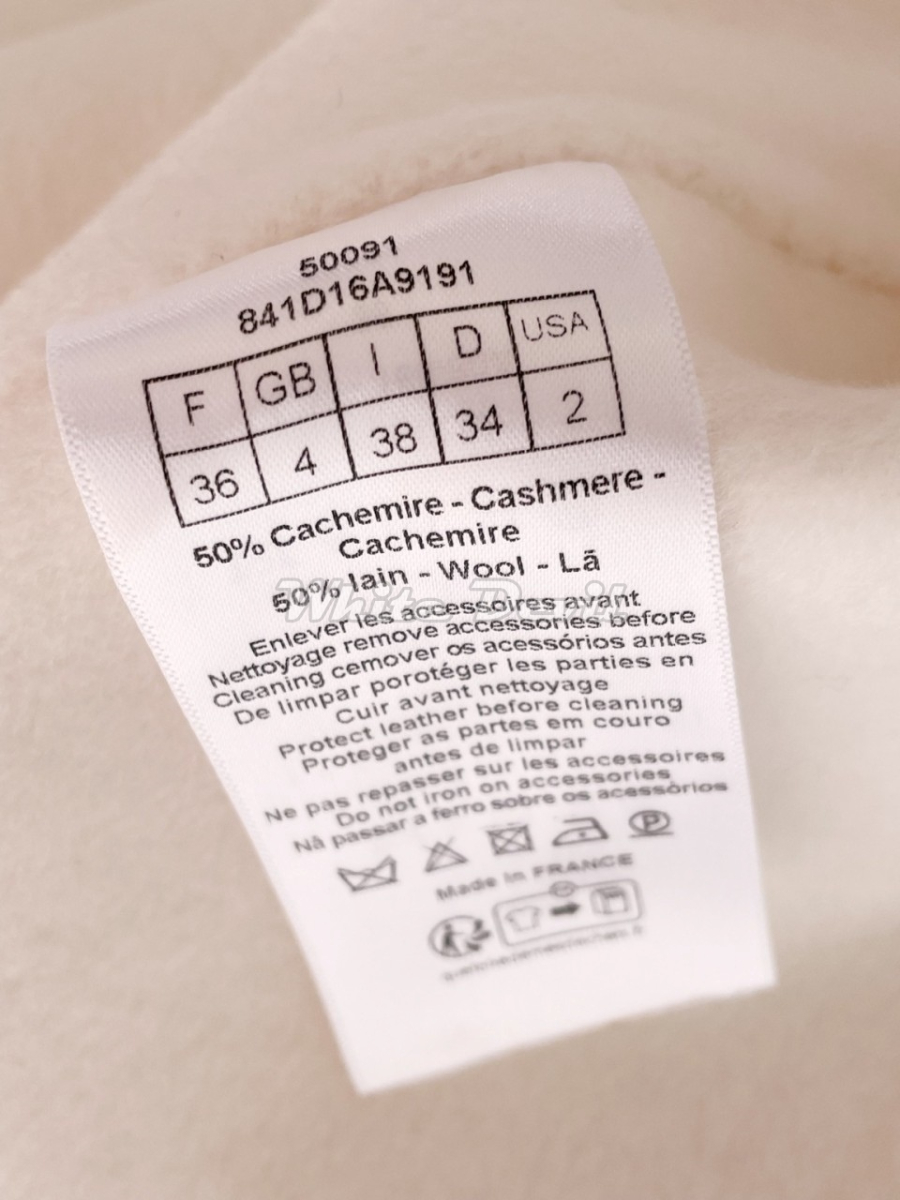 50091
841D16A9191
F GB I D USA
36 4 38 34 2
50% Cachemire - Cashmere -
Cachemire
50% lain - Wool - Lã
Enlever les accessoires avant
Nettoyage remove accessories before
Cleaning cemover os acessórios antes
De limpar porotéger les parties en
Cuir avant nettoyage
Protect leather before cleaning
Proteger as partes em couro
antes de limpar
Ne pas repasser sur les accessoires
Do not iron on accessories
Nà passar a ferro sobre os acessòrios
P
Made in FRANCE